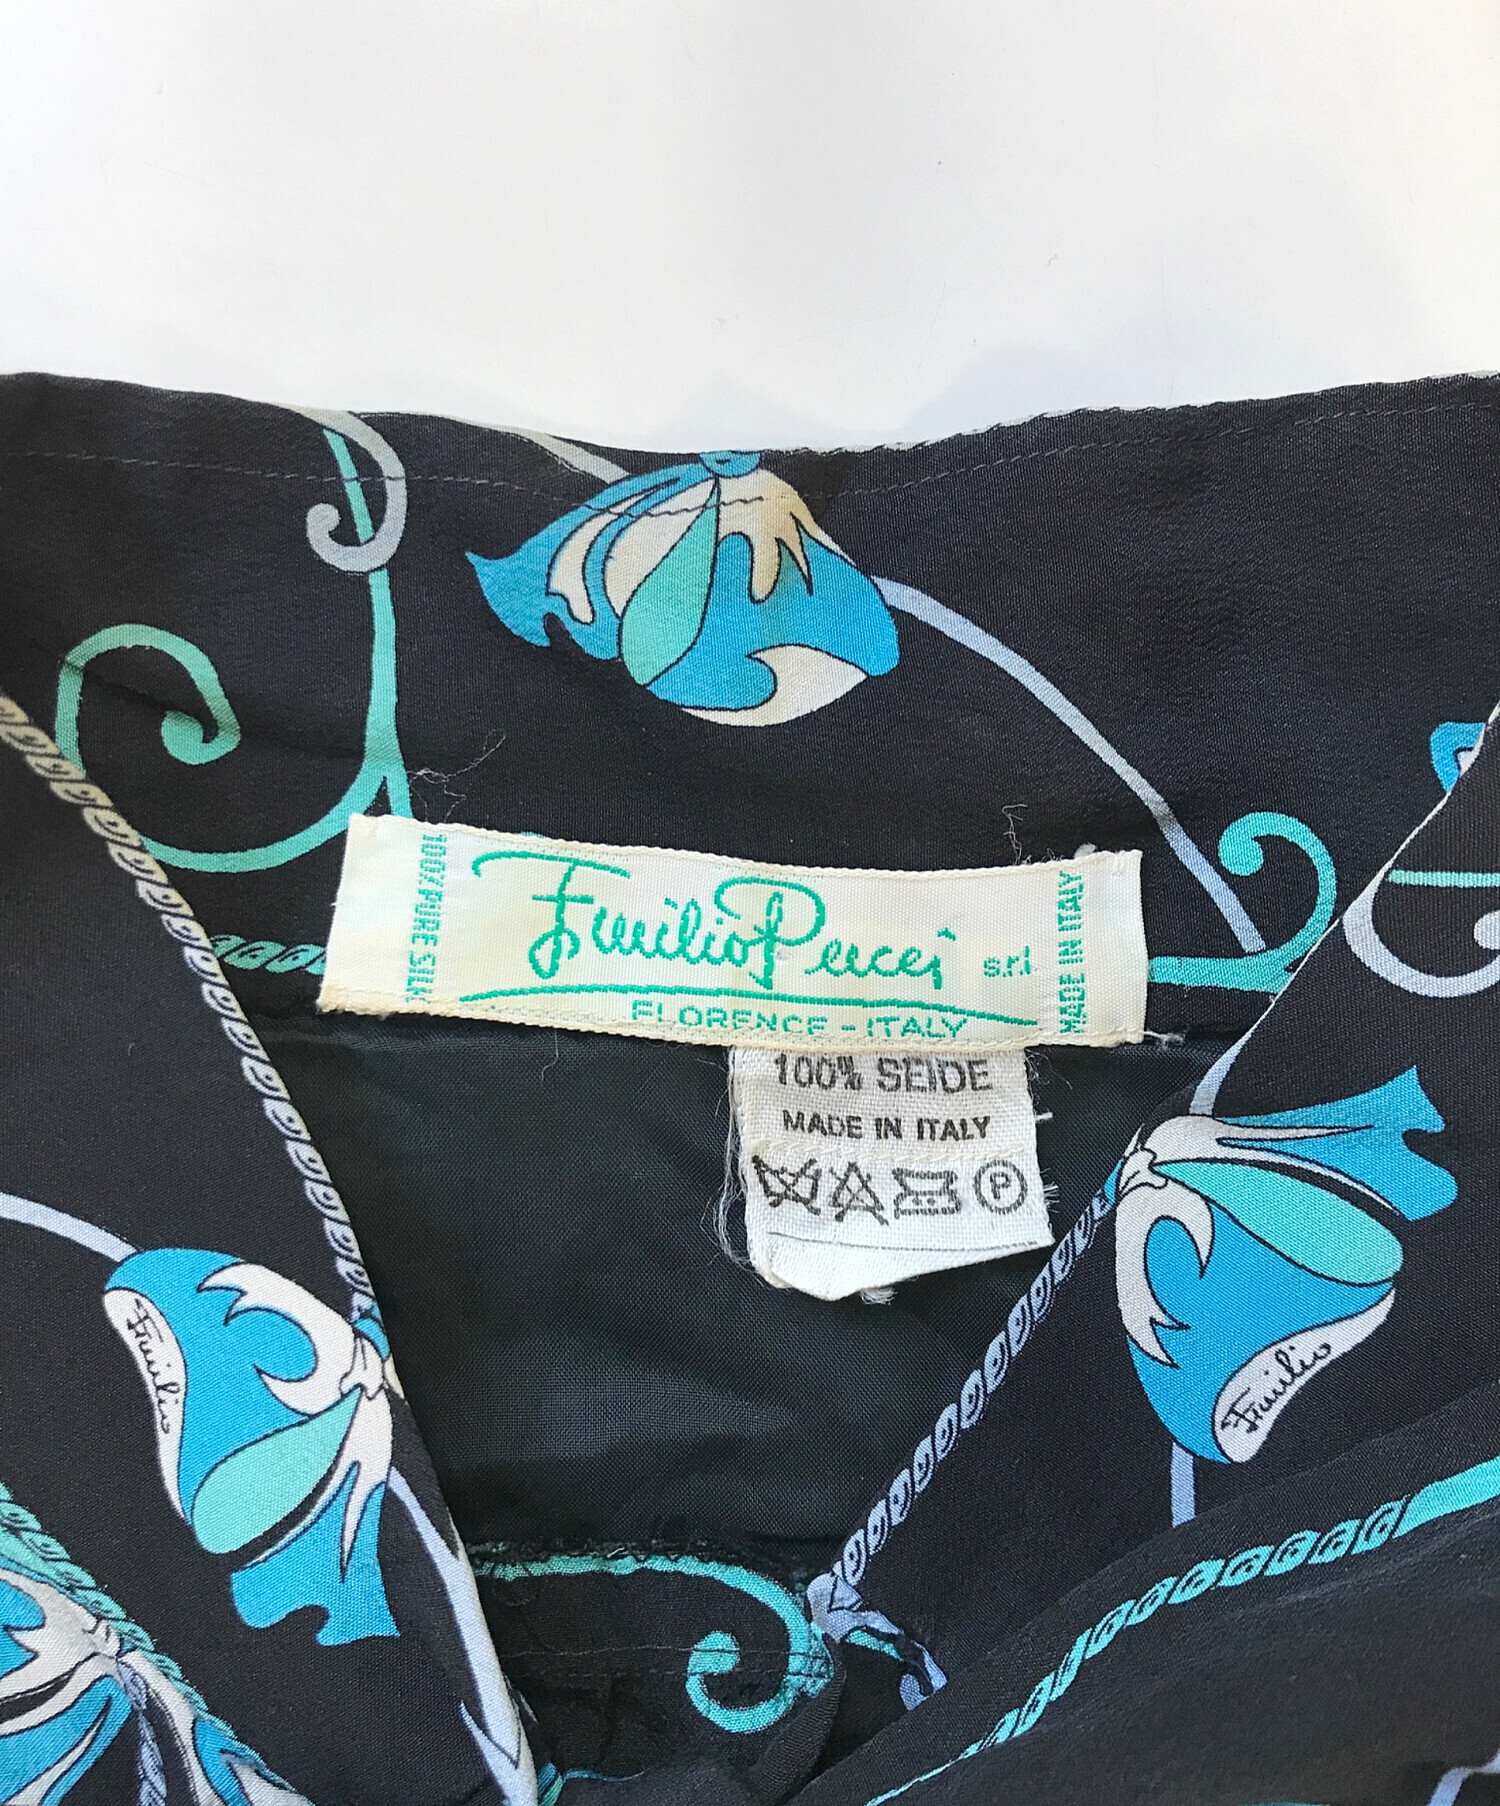 100% PURE SILK
Emilio Pucci s.r.l.
FLORENCE - ITALY
MADE IN ITALY
100% SEIDE
MADE IN ITALY
P
Emilio
Emilio